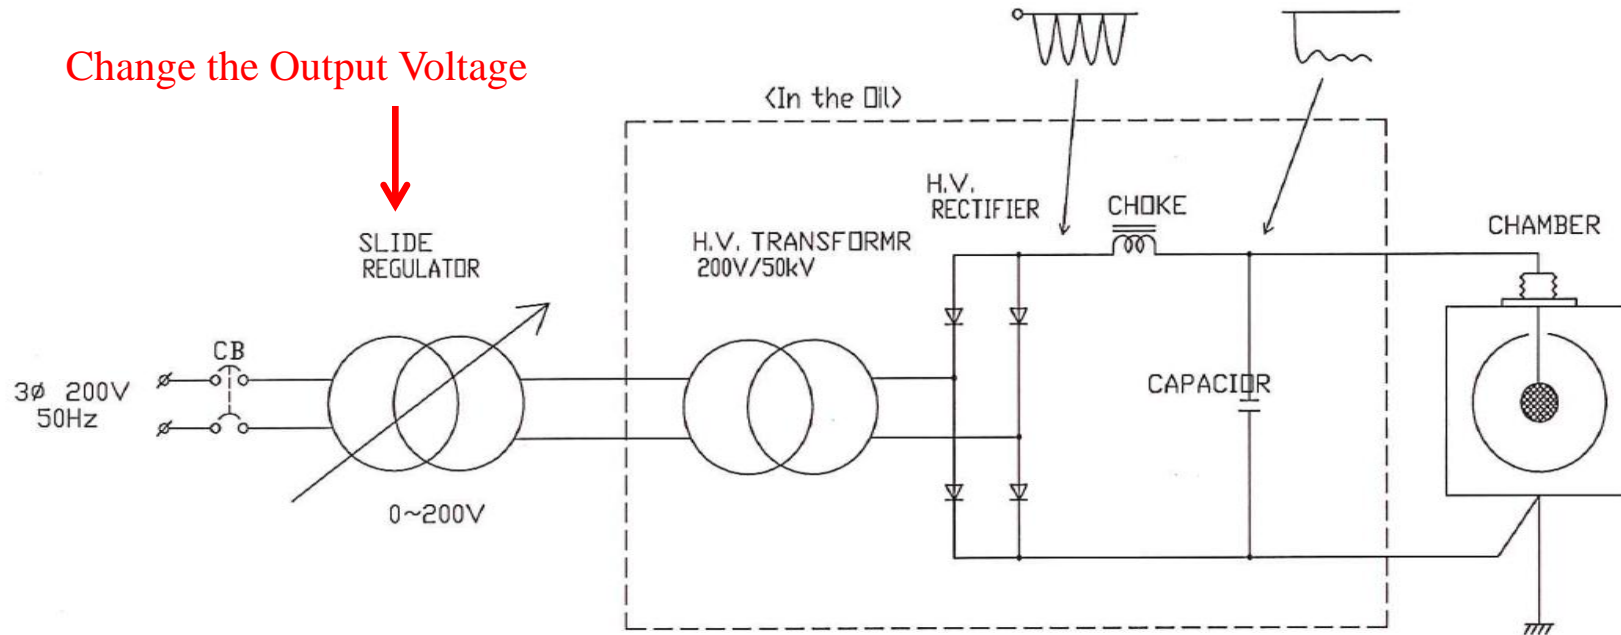 Change the Output Voltage
<In the Oil>
H.V.
RECTIFIER
CHOKE
CHAMBER
SLIDE
REGULATOR
H.V. TRANSFORMR
200V/50kV
CB
3ø 200V
50Hz
CAPACIOR
0~200V